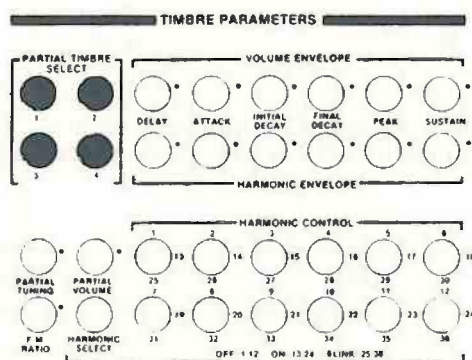 TIMBRE PARAMETERS
PARTIAL TIMBRE
SELECT
VOLUME ENVELOPE
1 2
DELAY ATTACK INITIAL DECAY FINAL DECAY PEAK SUSTAIN
3 4
HARMONIC ENVELOPE
HARMONIC CONTROL
1 2 3 4 5 6
13 14 15 16 17 18
PARTIAL TUNING PARTIAL VOLUME
25 26 27 28 29 30
7 8 9 10 11 12
19 20 21 22 23 24
FM RATIO HARMONIC SELECT
31 32 33 34 35 36
OFF 1-12 ON 13-24 BLINK 25-36